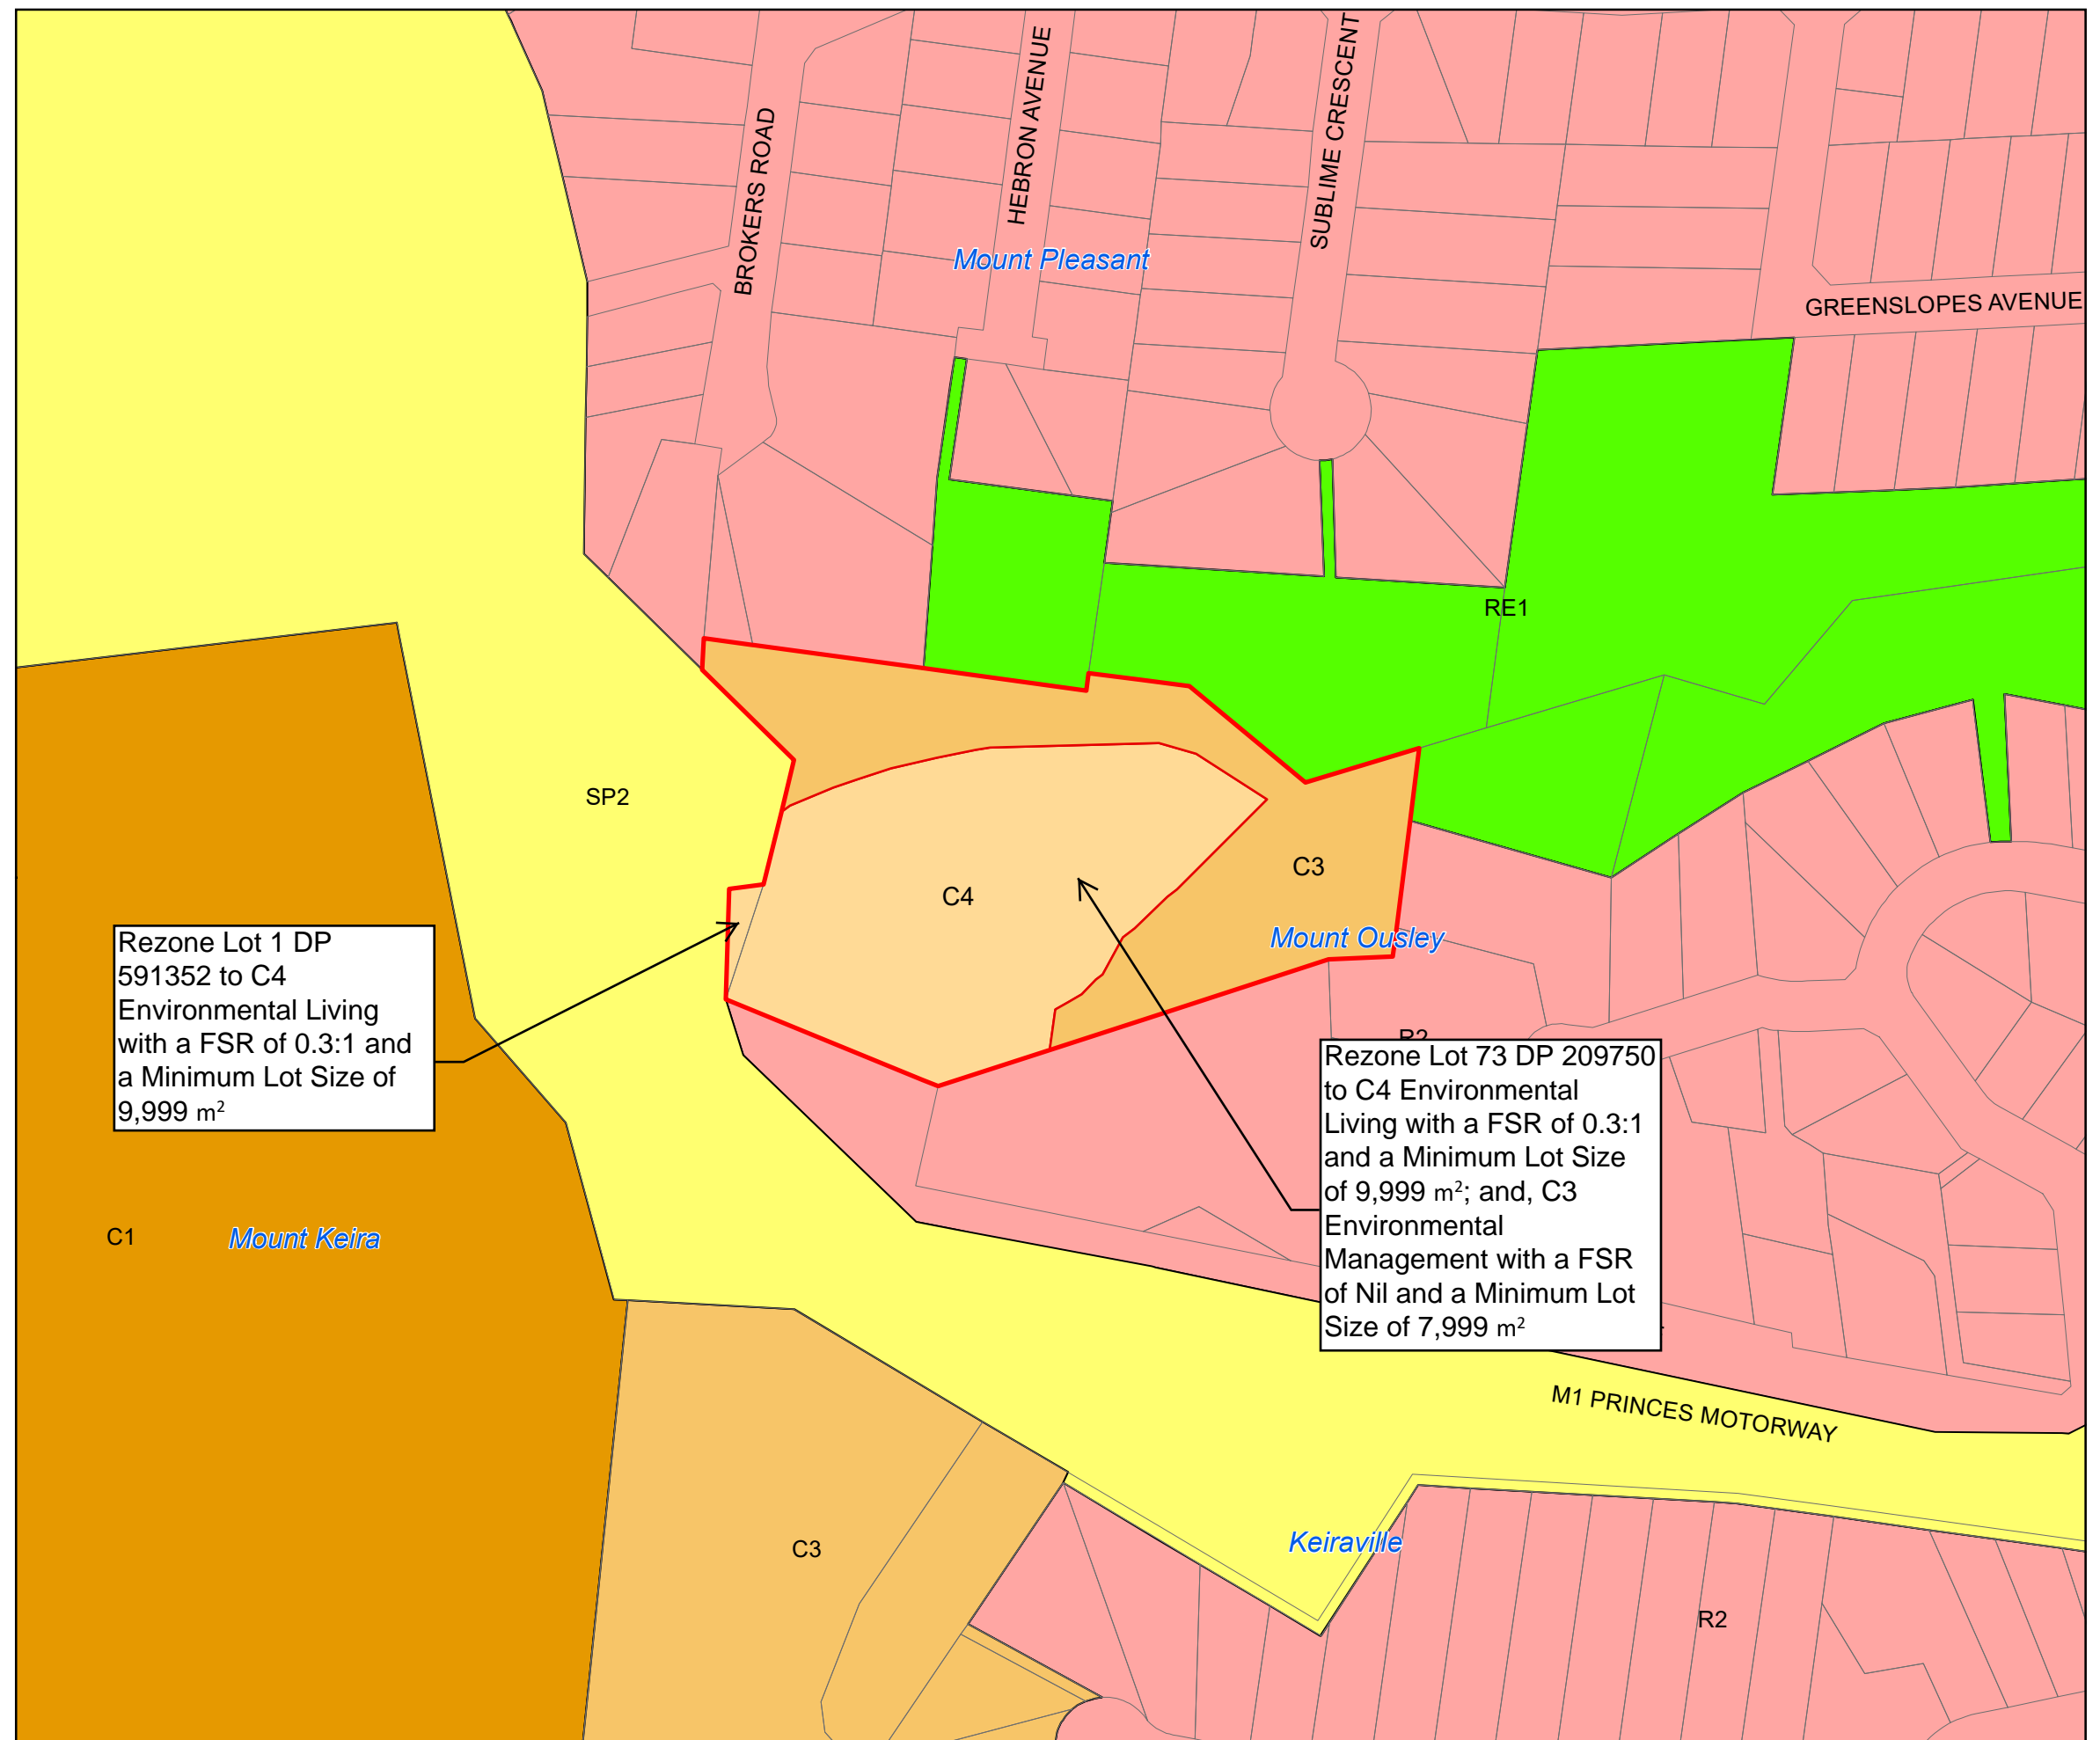 BROKERS ROAD
HEBRON AVENUE
SUBLIME CRESCENT
Mount Pleasant
GREENSLOPES AVENUE
RE1
SP2
C4
C3
Mount Ousley
Rezone Lot 1 DP
591352 to C4
Environmental Living
with a FSR of 0.3:1 and
a Minimum Lot Size of
9,999 m²
R2
Rezone Lot 73 DP 209750
to C4 Environmental
Living with a FSR of 0.3:1
and a Minimum Lot Size
of 9,999 m²; and, C3
Environmental
Management with a FSR
of Nil and a Minimum Lot
Size of 7,999 m²
C1
Mount Keira
M1 PRINCES MOTORWAY
C3
Keiraville
R2